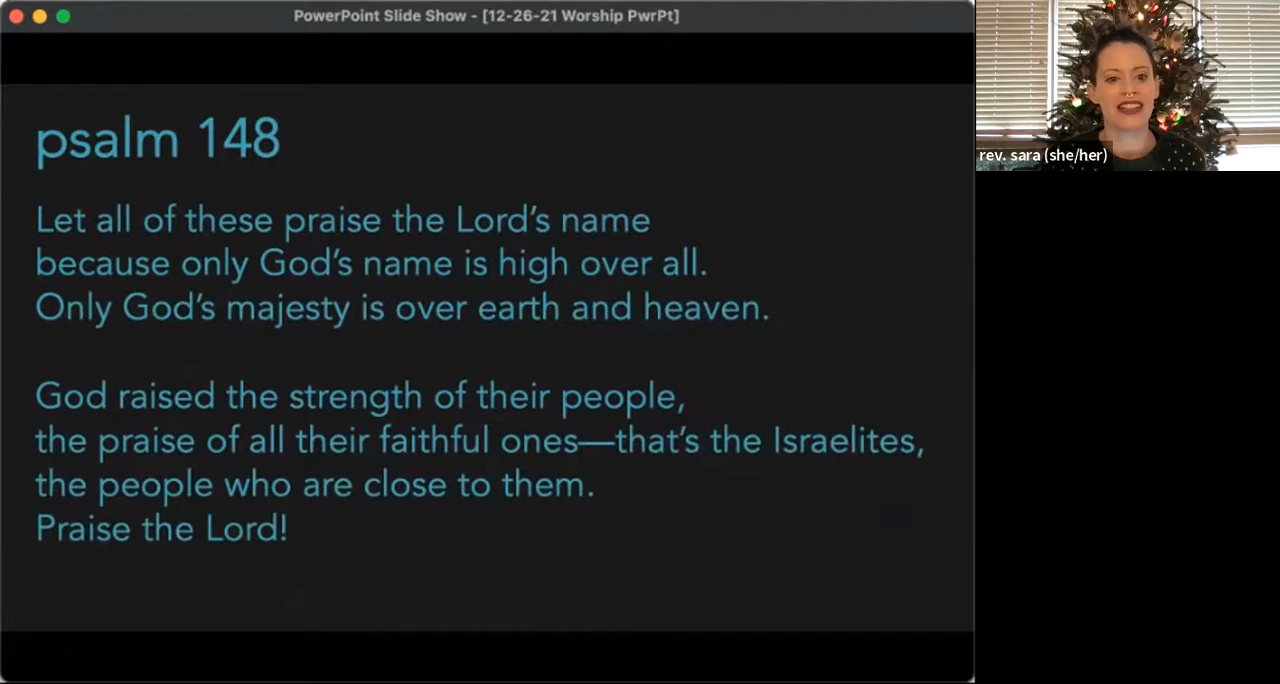 PowerPoint Slide Show - [12-26-21 Worship PwrPt]
psalm 148
Let all of these praise the Lord’s name
because only God’s name is high over all.
Only God’s majesty is over earth and heaven.
God raised the strength of their people,
the praise of all their faithful ones—that’s the Israelites,
the people who are close to them.
Praise the Lord!
rev. sara (she/her)